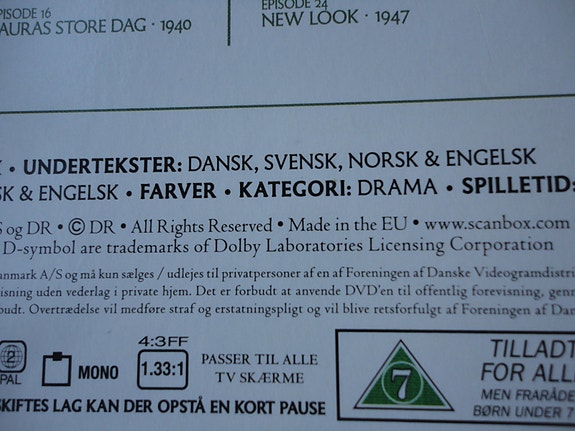 EPISODE 16
AURAS STORE DAG · 1940
EPISODE 24
NEW LOOK · 1947
• UNDERTEKSTER: DANSK, SVENSK, NORSK & ENGELSK
SK & ENGELSK • FARVER • KATEGORI: DRAMA • SPILLETID:
S og DR • © DR • All Rights Reserved • Made in the EU • www.scanbox.com
D-symbol are trademarks of Dolby Laboratories Licensing Corporation
anmark A/S og må kun sælges / udlejes til privatpersoner af en af Foreningen af Danske Videogramdistri
isning uden vederlag i private hjem. Det er forbudt at anvende DVD'en til offentlig forevisning, genn
budt. Overtrædelse vil medføre straf og erstatningspligt og vil blive retsforfulgt af Foreningen af Dan
2
PAL
MONO
4:3FF
1.33:1
PASSER TIL ALLE
TV SKÆRME
SKIFTES LAG KAN DER OPSTÅ EN KORT PAUSE
7
TILLADT
FOR ALL
MEN FRARÅDE
BØRN UNDER 7